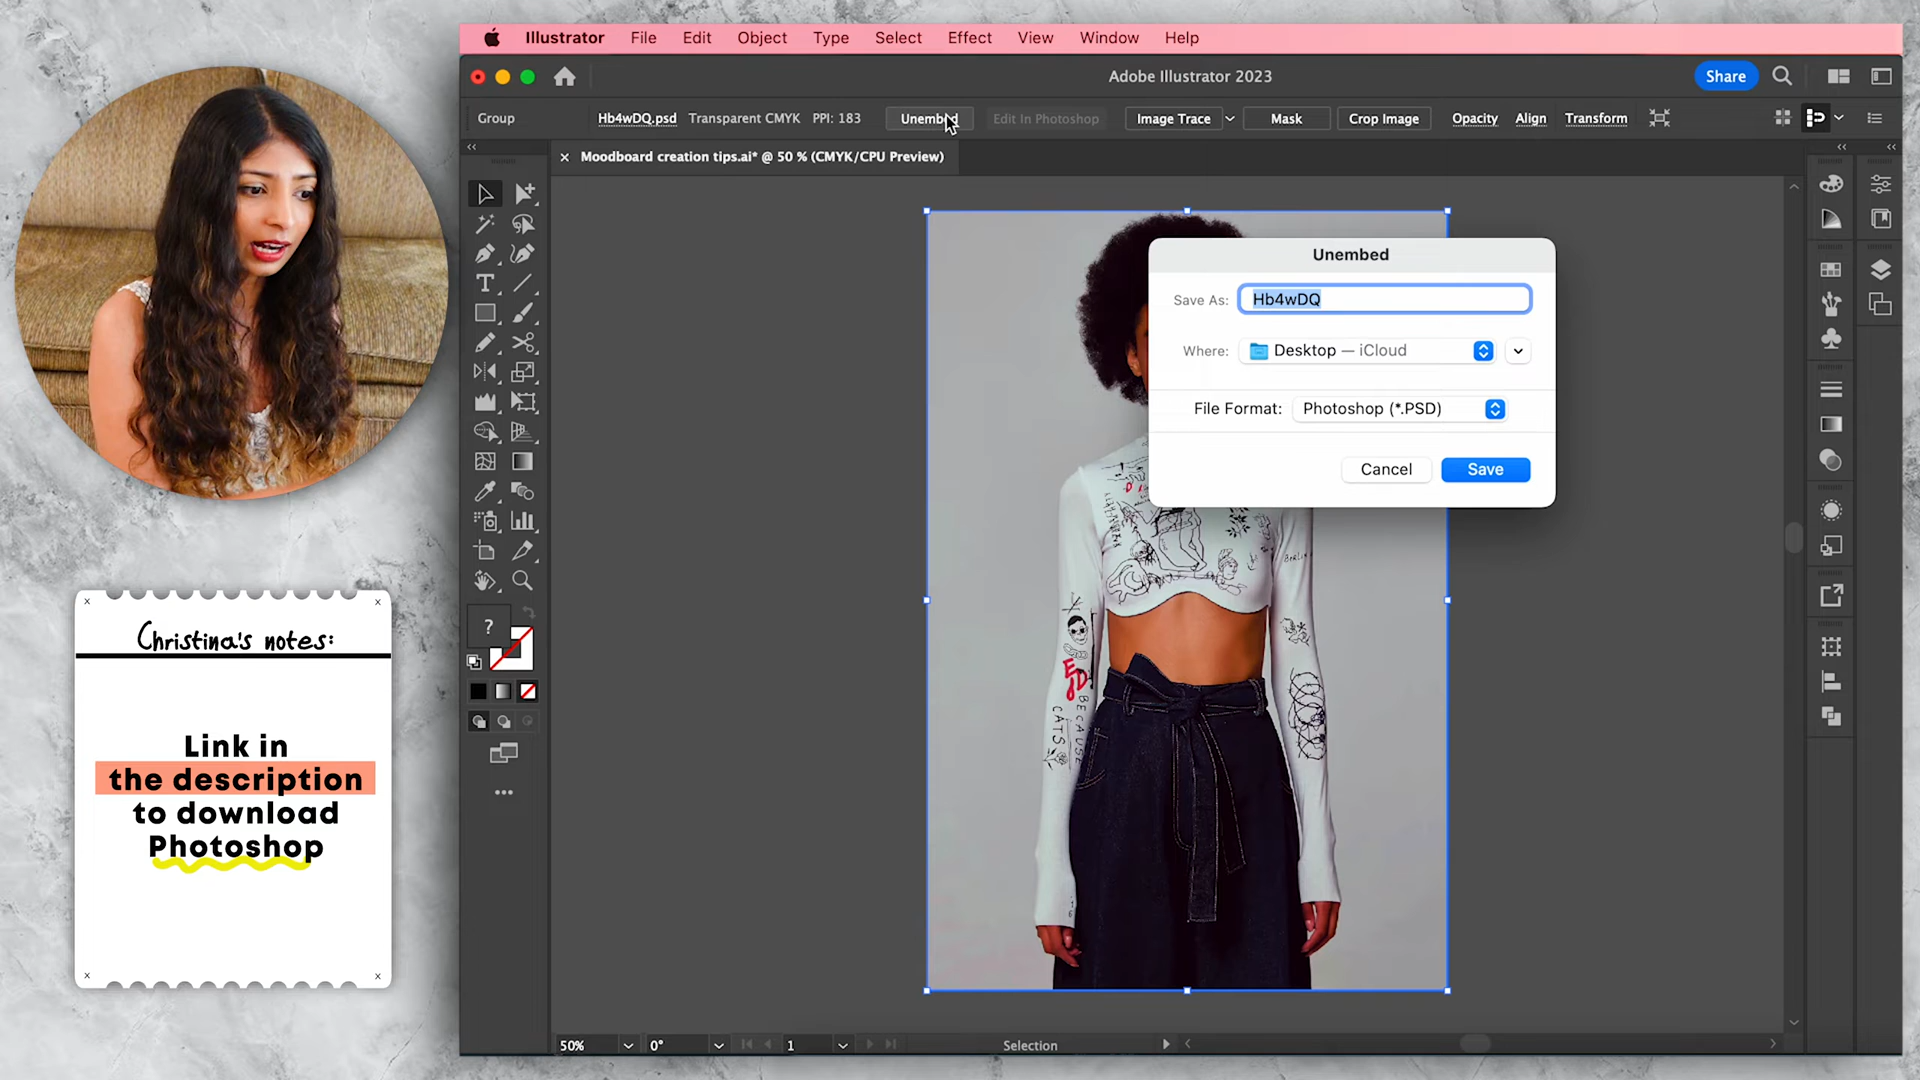 Illustrator File Edit Object Type Select Effect View Window Help
Adobe Illustrator 2023
Share
Group
Hb4wDQ.psd
Transparent CMYK
PPI: 183
Unembed
Edit In Photoshop
Image Trace
Mask
Crop Image
Opacity
Align
Transform
Moodboard creation tips.ai* @ 50 % (CMYK/CPU Preview)
Unembed
Save As: Hb4wDQ
Where: Desktop — iCloud
File Format: Photoshop (*.PSD)
Cancel
Save
BECAUSE
CATS
Christina's notes:
Link in
the description
to download
Photoshop
50%
0°
1
Selection